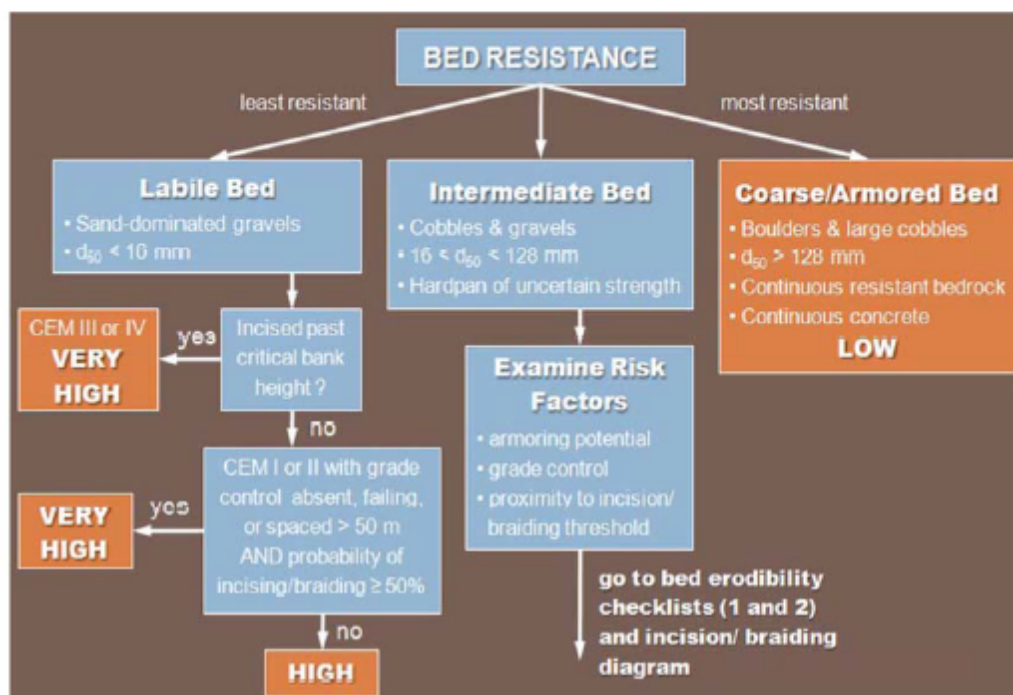 BED RESISTANCE
least resistant
most resistant
Labile Bed
• Sand-dominated gravels
• d₅₀ < 16 mm
Intermediate Bed
• Cobbles & gravels
• 16 < d₅₀ < 128 mm
• Hardpan of uncertain strength
Coarse/Armored Bed
• Boulders & large cobbles
• d₅₀ > 128 mm
• Continuous resistant bedrock
• Continuous concrete
LOW
CEM III or IV
VERY
HIGH
yes
Incised past
critical bank
height?
no
Examine Risk
Factors
• armoring potential
• grade control
• proximity to incision/
braiding threshold
VERY
HIGH
yes
CEM I or II with grade
control absent, failing,
or spaced > 50 m
AND probability of
incising/braiding ≥ 50%
no
HIGH
go to bed erodibility
checklists (1 and 2)
and incision/ braiding
diagram